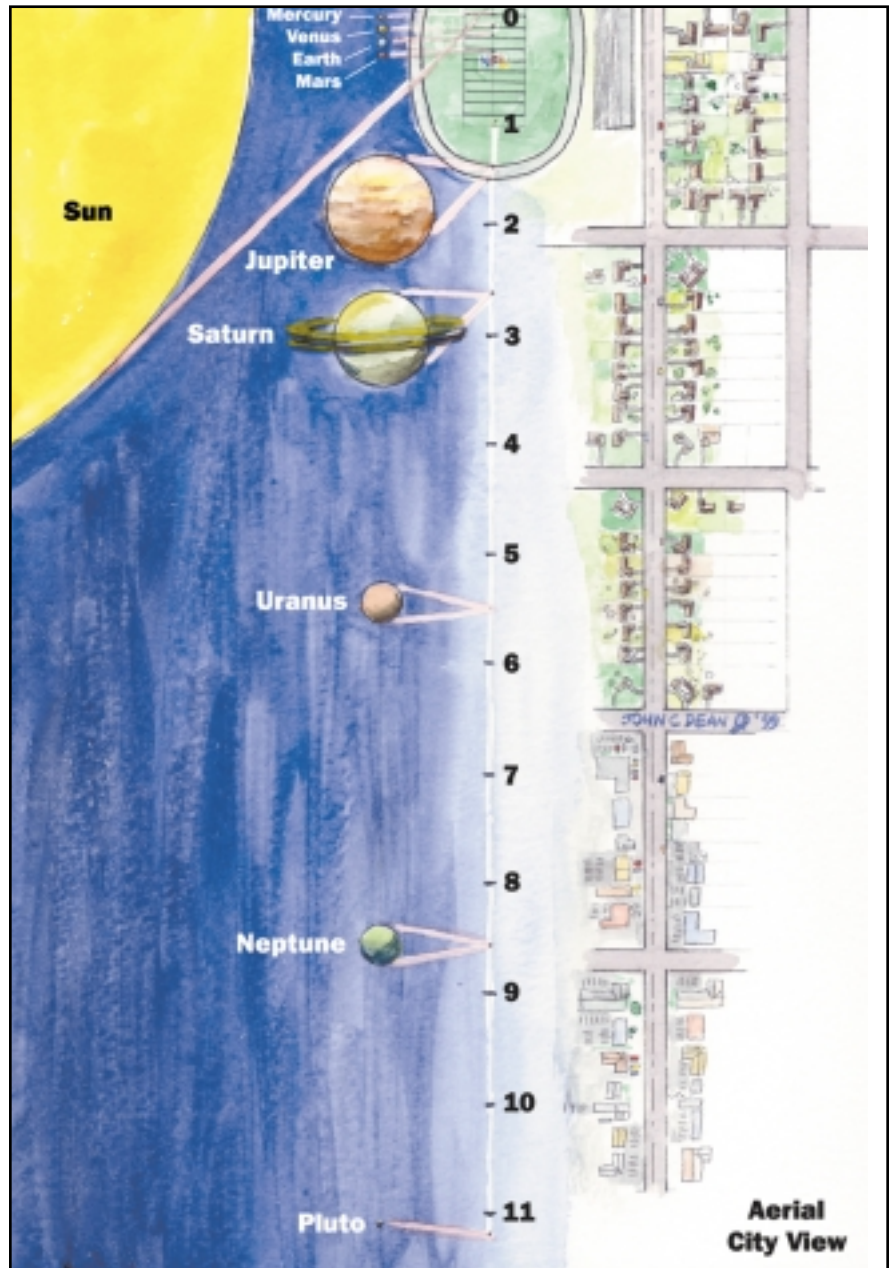 Mercury
Venus
Earth
Mars
0
1
Sun
2
Jupiter
Saturn
3
4
5
Uranus
6
JOHN C DEAN '99
7
8
Neptune
9
10
11
Pluto
Aerial
City View